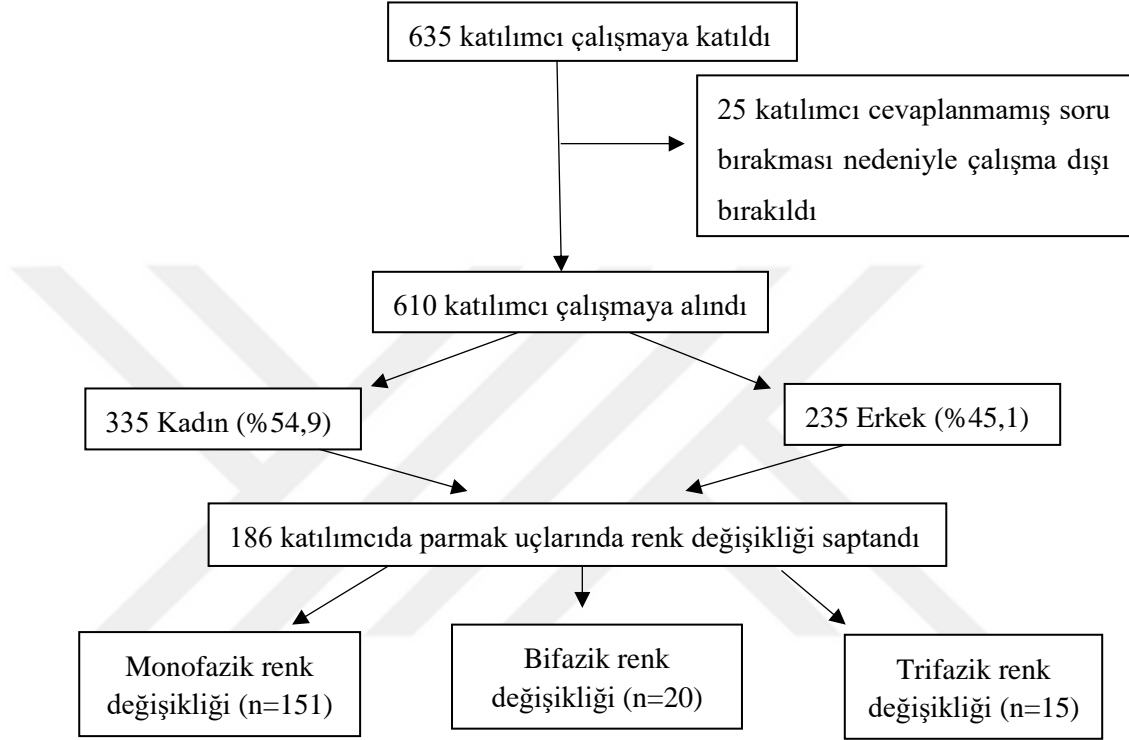 635 katılımcı çalışmaya katıldı
25 katılımcı cevaplanmamış soru
bırakması nedeniyle çalışma dışı
bırakıldı
610 katılımcı çalışmaya alındı
335 Kadın (%54,9)
235 Erkek (%45,1)
186 katılımcıda parmak uçlarında renk değişikliği saptandı
Monofazik renk
değişikliği (n=151)
Bifazik renk
değişikliği (n=20)
Trifazik renk
değişikliği (n=15)